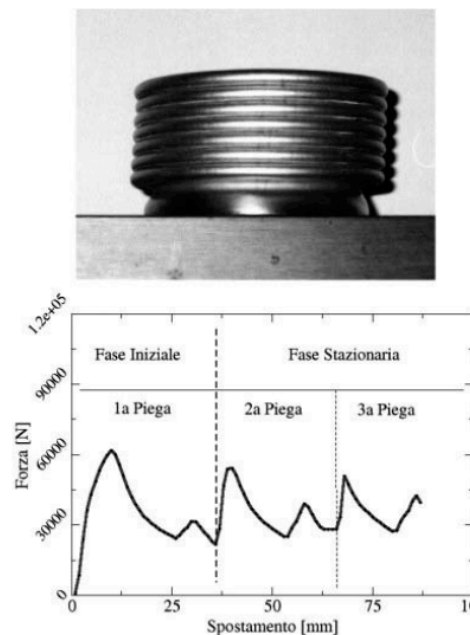 1.2e+05
90000
60000
30000
0
Forza [N]
Fase Iniziale
Fase Stazionaria
1a Piega
2a Piega
3a Piega
0
25
50
75
Spostamento [mm]